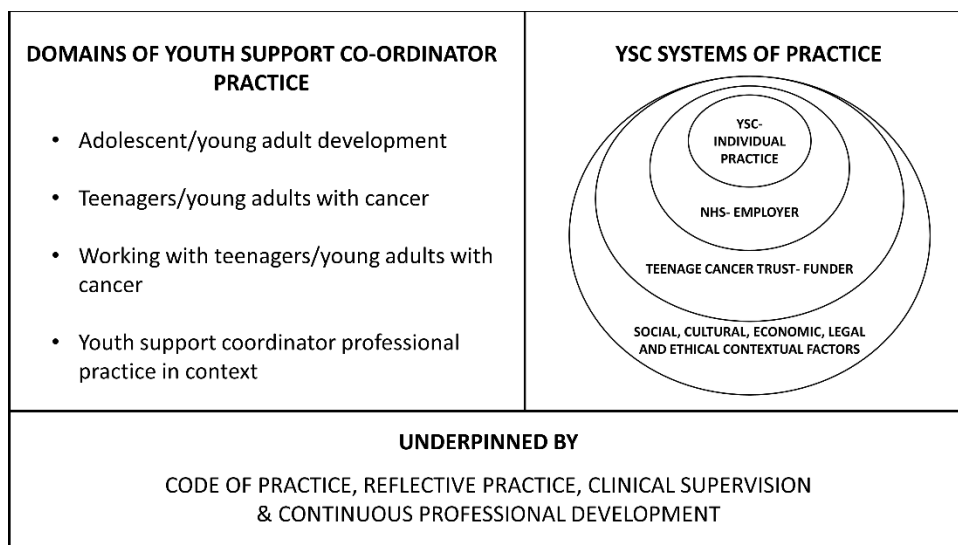 DOMAINS OF YOUTH SUPPORT CO-ORDINATOR
PRACTICE
• Adolescent/young adult development
• Teenagers/young adults with cancer
• Working with teenagers/young adults with
cancer
• Youth support coordinator professional
practice in context
YSC SYSTEMS OF PRACTICE
YSC-
INDIVIDUAL
PRACTICE
NHS- EMPLOYER
TEENAGE CANCER TRUST- FUNDER
SOCIAL, CULTURAL, ECONOMIC, LEGAL
AND ETHICAL CONTEXTUAL FACTORS
UNDERPINNED BY
CODE OF PRACTICE, REFLECTIVE PRACTICE, CLINICAL SUPERVISION
& CONTINUOUS PROFESSIONAL DEVELOPMENT